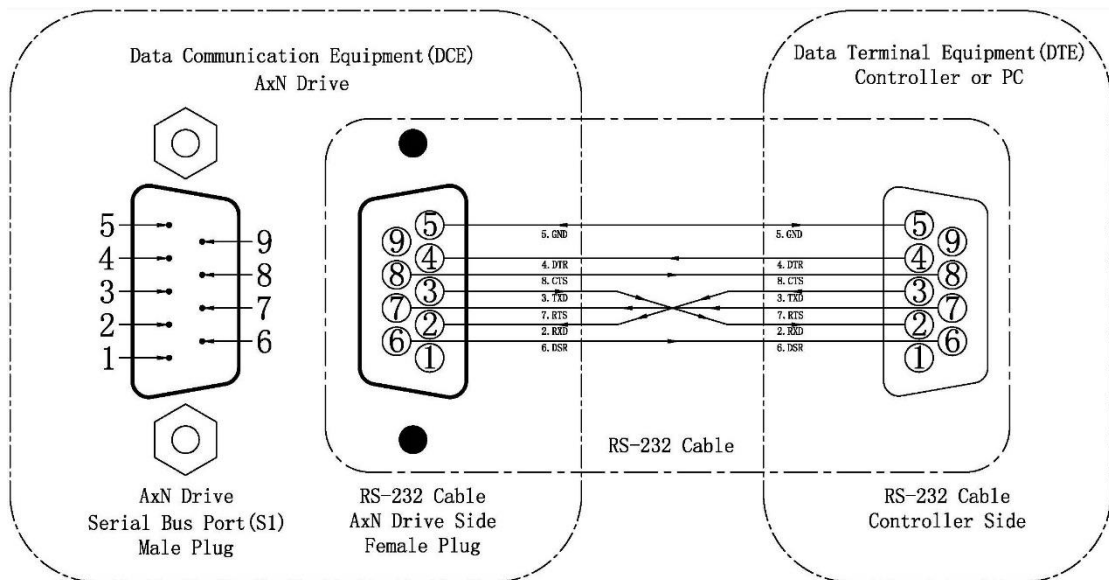 Data Communication Equipment(DCE)
AxN Drive
Data Terminal Equipment(DTE)
Controller or PC
5
4
3
2
1
9
8
7
6
9
8
7
6
5
4
3
2
1
5.GND
4.DTR
8.CTS
3.TXD
7.RTS
2.RXD
6.DSR
5.GND
4.DTR
8.CTS
3.TXD
7.RTS
2.RXD
6.DSR
5
4
3
2
1
9
8
7
6
RS-232 Cable
AxN Drive
Serial Bus Port(S1)
Male Plug
RS-232 Cable
AxN Drive Side
Female Plug
RS-232 Cable
Controller Side